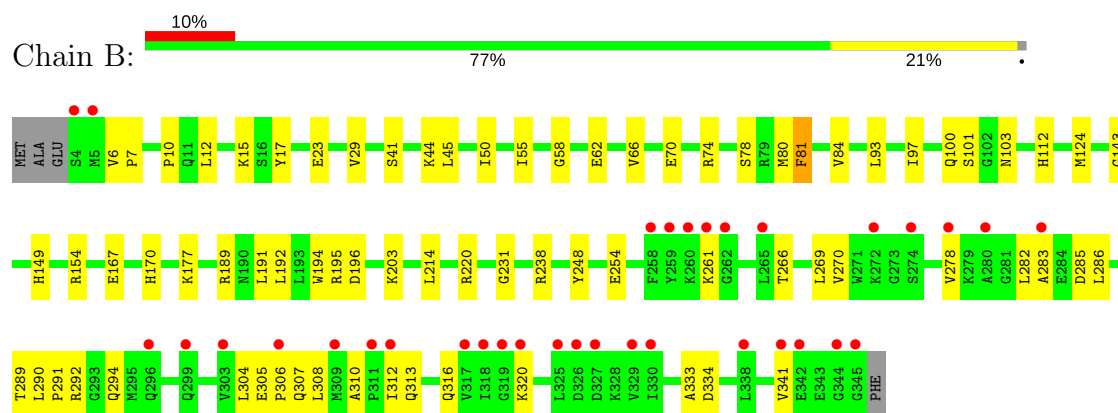 10%
Chain B:
77% 21% •
MET ALA GLU S4 M5 V6 P7 P10 Q11 L12 K15 S16 Y17 E23 V29 S41 K44 L45 I50 I55 G58 E62 V66 E70 R74 S78 R79 M80 F81 V84 L93 I97 Q100 S101 G102 N103 H112 M124 G143
H149 R154 E167 H170 K177 R189 N190 L191 L192 L193 W194 R195 D196 K203 L214 R220 G231 R238 Y248 E254 F258 Y259 K260 K261 G262 L265 T266 L269 V270 W271 K272 G273 S274 V278 K279 A280 G281 L282 A283 E284 D285 L286
T289 L290 P291 R292 G293 Q294 M295 Q296 Q299 V303 L304 E305 P306 Q307 L308 M309 A310 P311 I312 Q313 Q316 V317 I318 G319 K320 L325 D326 D327 K328 V329 I330 A333 D334 L338 V341 E342 E343 G344 G345 PHE